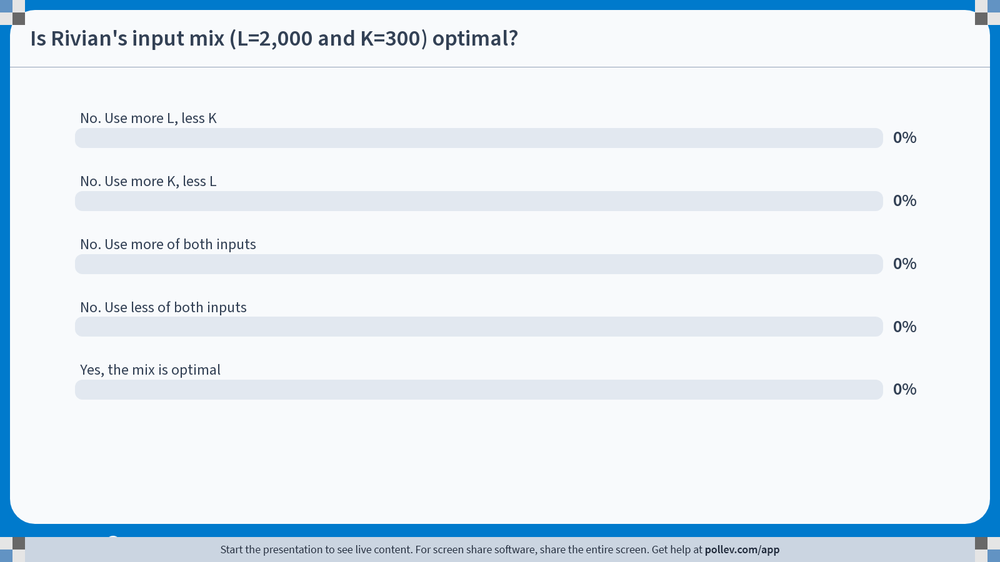 Is Rivian's input mix (L=2,000 and K=300) optimal?
No. Use more L, less K
0%
No. Use more K, less L
0%
No. Use more of both inputs
0%
No. Use less of both inputs
0%
Yes, the mix is optimal
0%
Start the presentation to see live content. For screen share software, share the entire screen. Get help at pollev.com/app